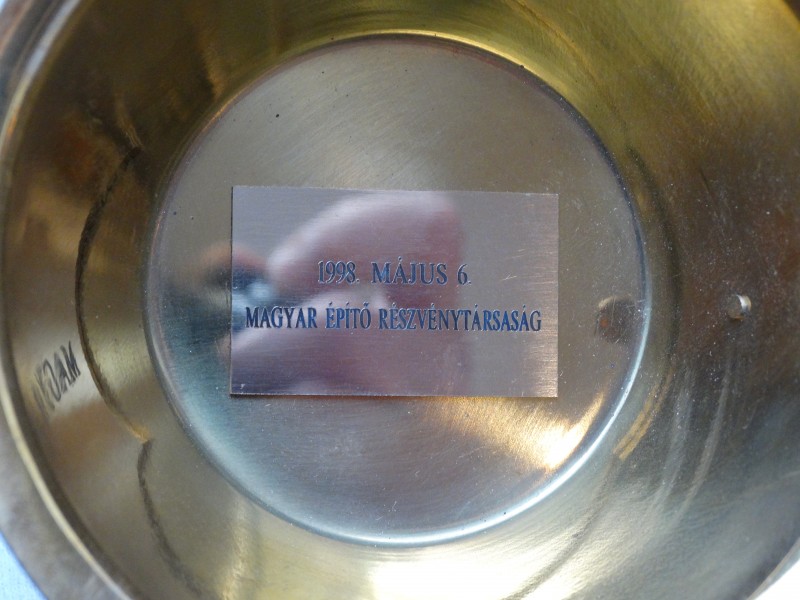 1998. MÁJUS 6.
MAGYAR ÉPÍTŐ RÉSZVÉNYTÁRSASÁG